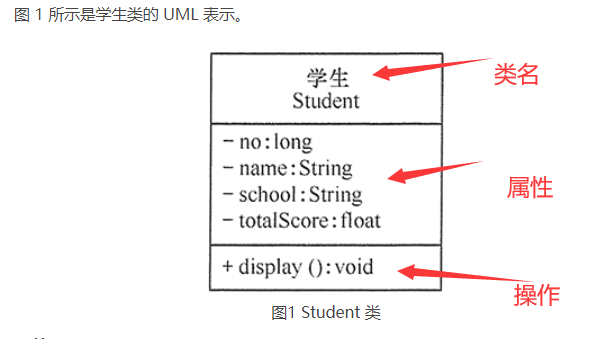 图 1 所示是学生类的 UML 表示。
学生
类名
Student
- no:long
- name:String
- school:String
属性
- totalScore:float
+ display ():void
操作
图1 Student 类